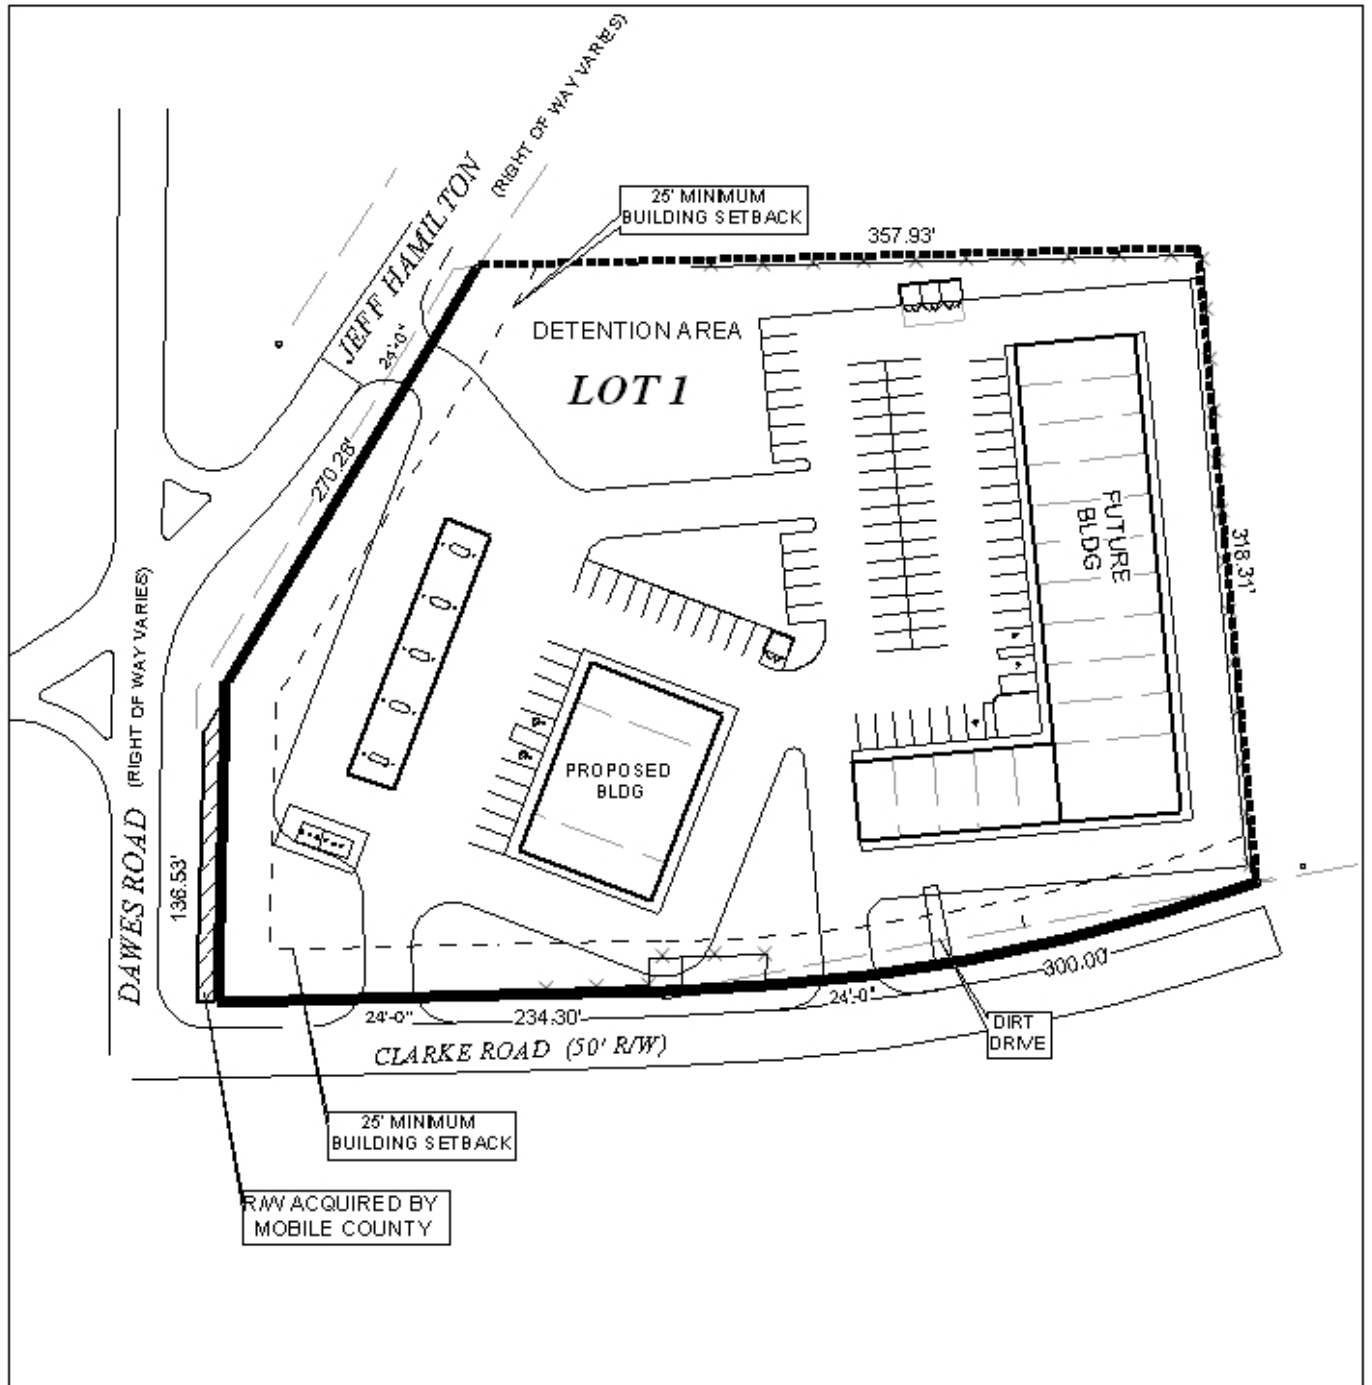 (RIGHT OF WAY VARIES)
JEFF HAMILTON
25' MINIMUM
BUILDING SETBACK
357.93'
DETENTION AREA
LOT 1
24'-0"
270.28'
FUTURE
BLDG
318.31'
DAWES ROAD (RIGHT OF WAY VARIES)
PROPOSED
BLDG
136.53'
300.00'
24'-0"
24'-0"
234.30'
CLARKE ROAD (50' R/W)
DIRT
DRIVE
25' MINIMUM
BUILDING SETBACK
R/W ACQUIRED BY
MOBILE COUNTY